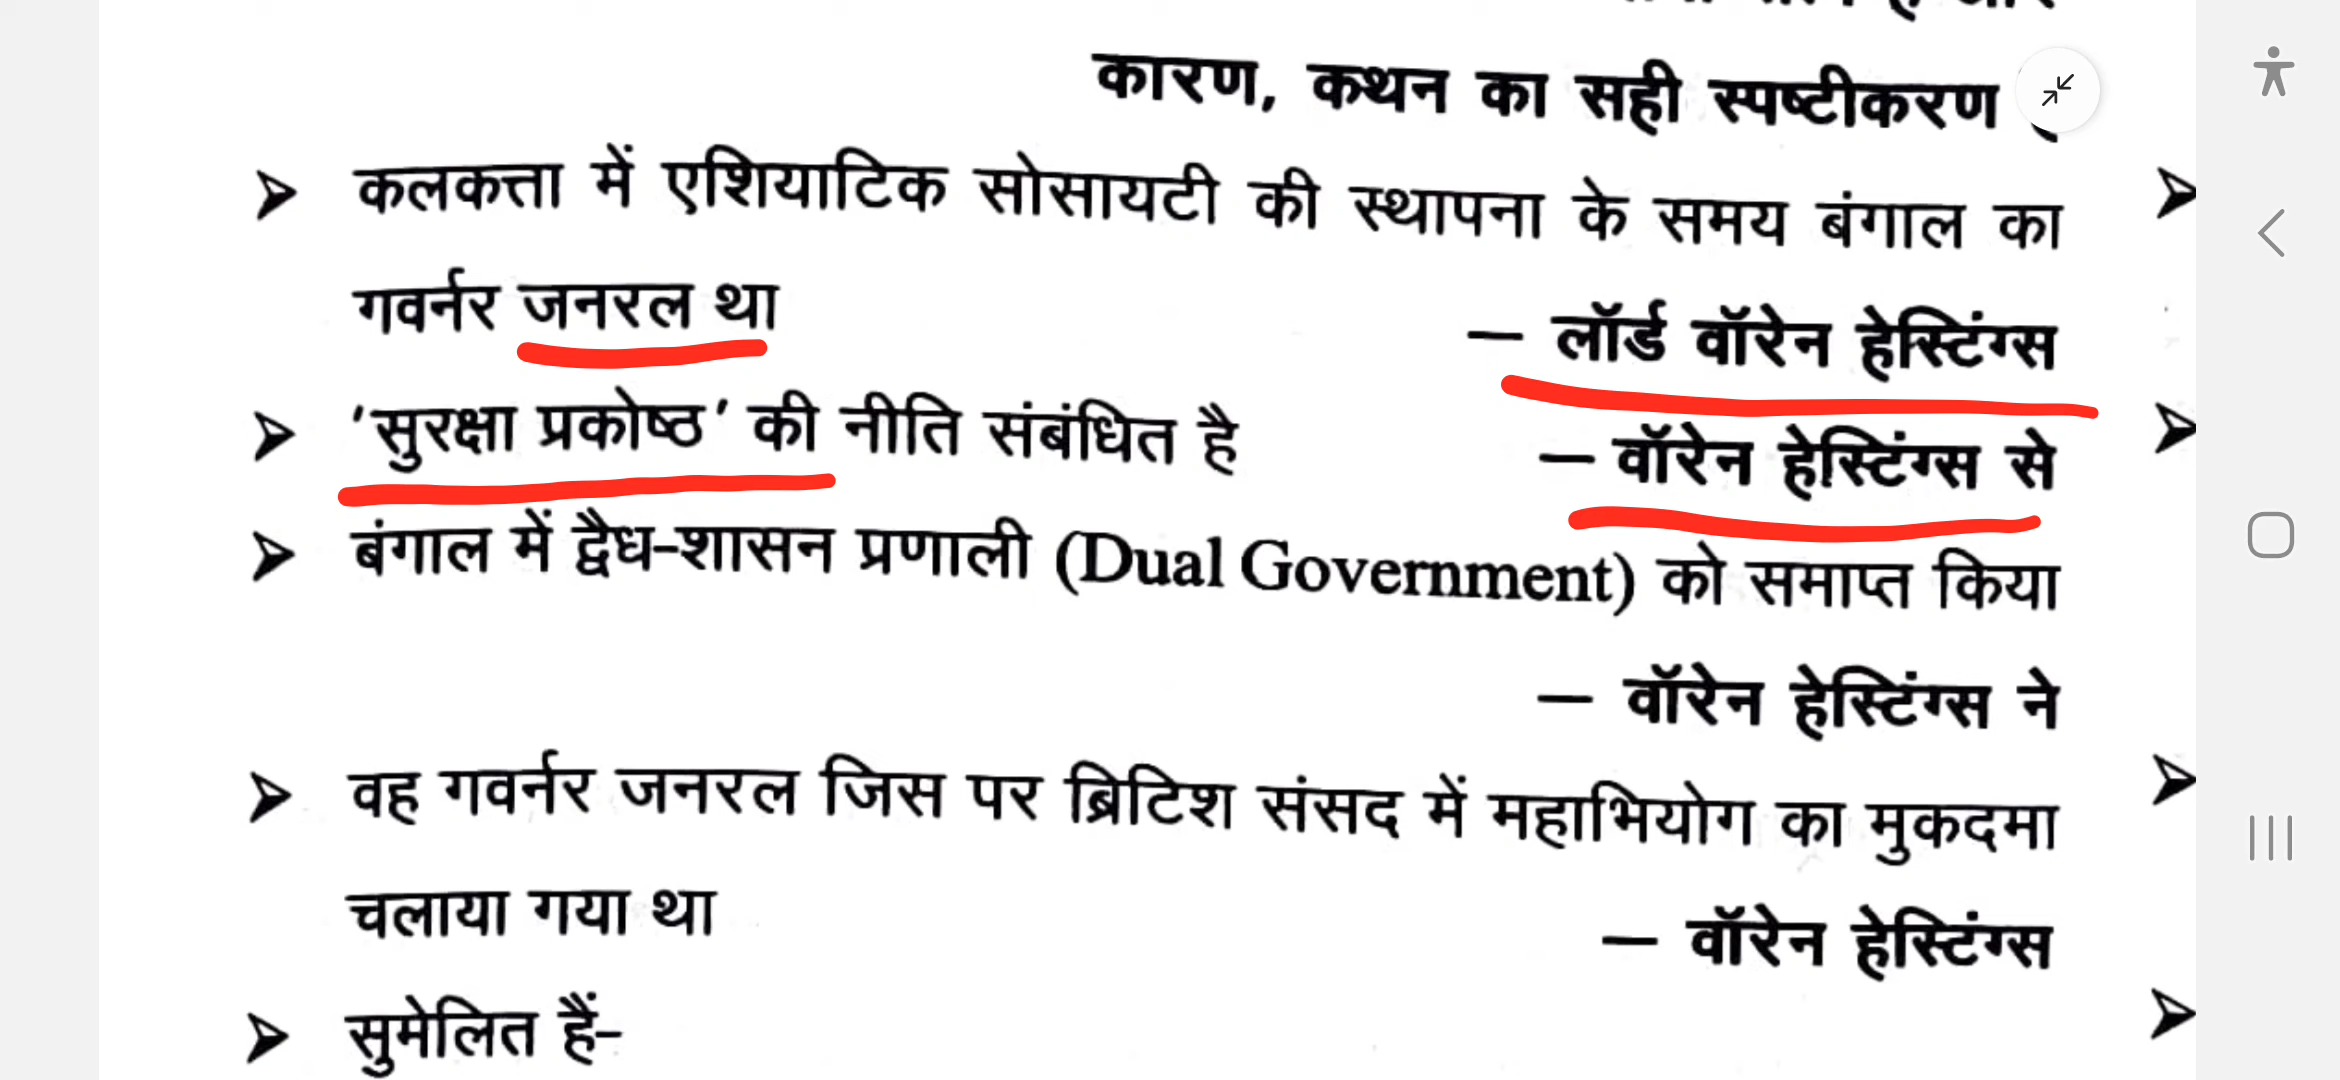 कारण, कथन का सही स्पष्टीकरण
➤ कलकत्ता में एशियाटिक सोसायटी की स्थापना के समय बंगाल का
गवर्नर जनरल था — लॉर्ड वॉरेन हेस्टिंग्स
➤ 'सुरक्षा प्रकोष्ठ' की नीति संबंधित है — वॉरेन हेस्टिंग्स से
➤ बंगाल में द्वैध-शासन प्रणाली (Dual Government) को समाप्त किया
— वॉरेन हेस्टिंग्स ने
➤ वह गवर्नर जनरल जिस पर ब्रिटिश संसद में महाभियोग का मुकदमा
चलाया गया था — वॉरेन हेस्टिंग्स
➤ सुमेलित हैं-